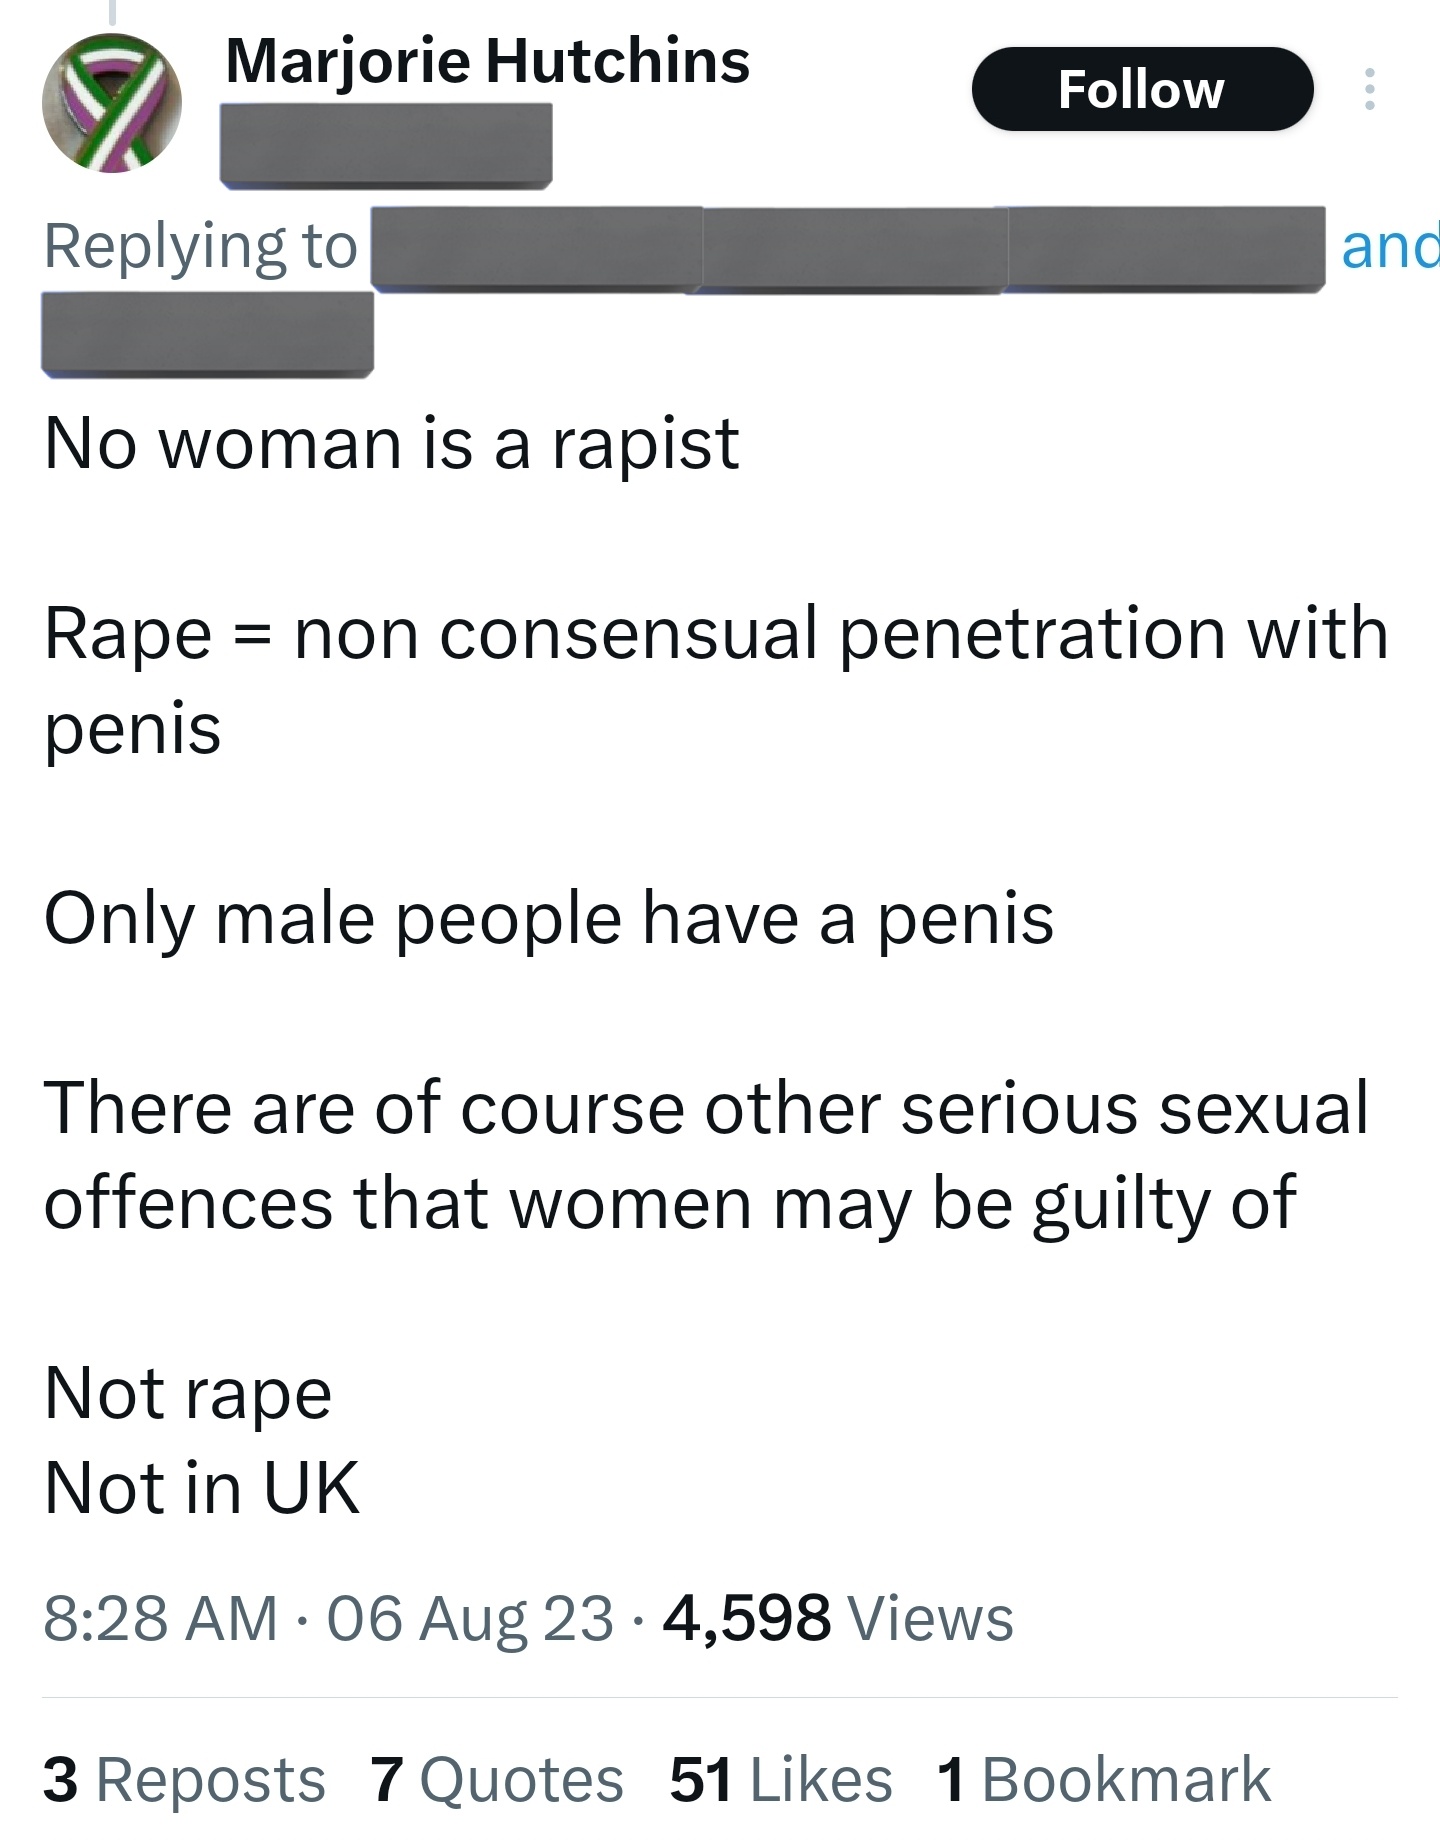 Marjorie Hutchins
Follow
Replying to and
No woman is a rapist
Rape = non consensual penetration with
penis
Only male people have a penis
There are of course other serious sexual
offences that women may be guilty of
Not rape
Not in UK
8:28 AM · 06 Aug 23 · 4,598 Views
3 Reposts 7 Quotes 51 Likes 1 Bookmark